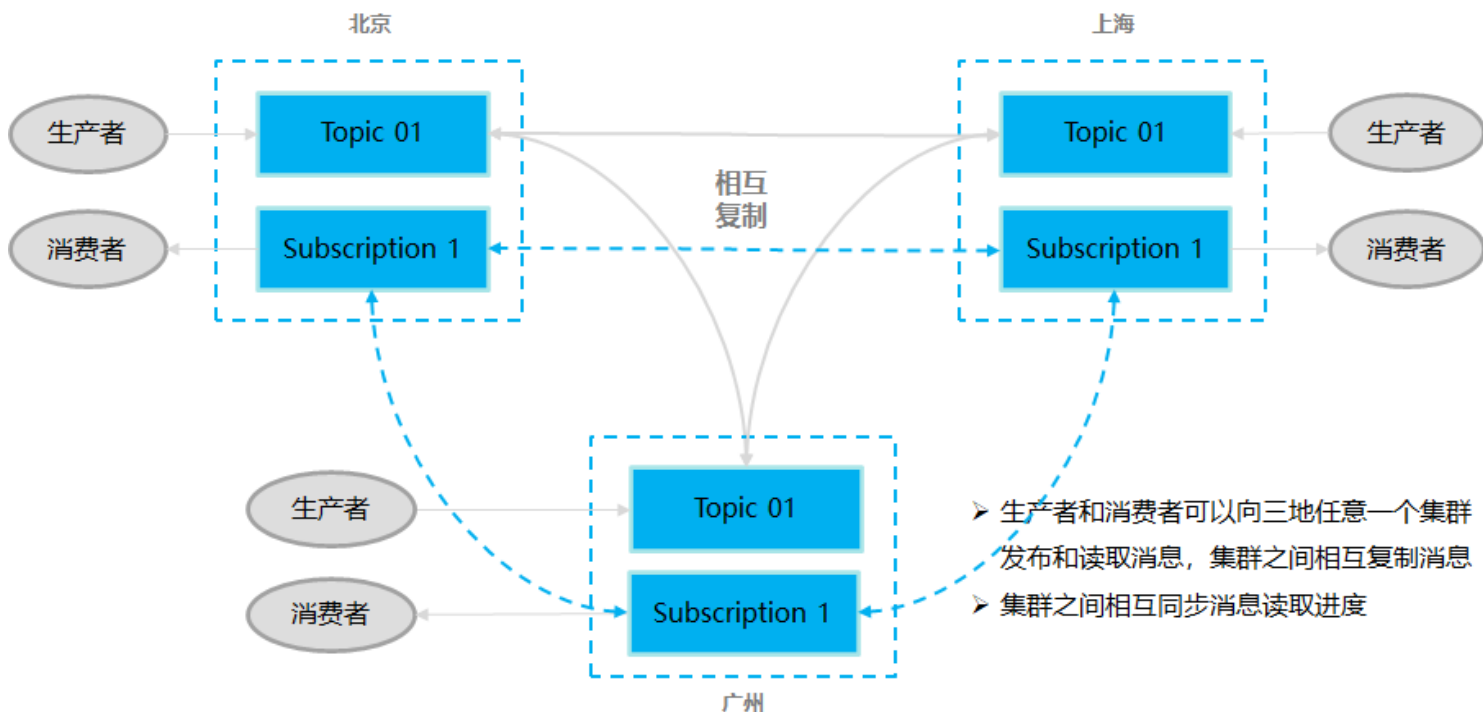 北京
上海
生产者
Topic 01
Topic 01
生产者
相互
复制
消费者
Subscription 1
Subscription 1
消费者
生产者
Topic 01
消费者
Subscription 1
➢ 生产者和消费者可以向三地任意一个集群
发布和读取消息，集群之间相互复制消息
➢ 集群之间相互同步消息读取进度
广州